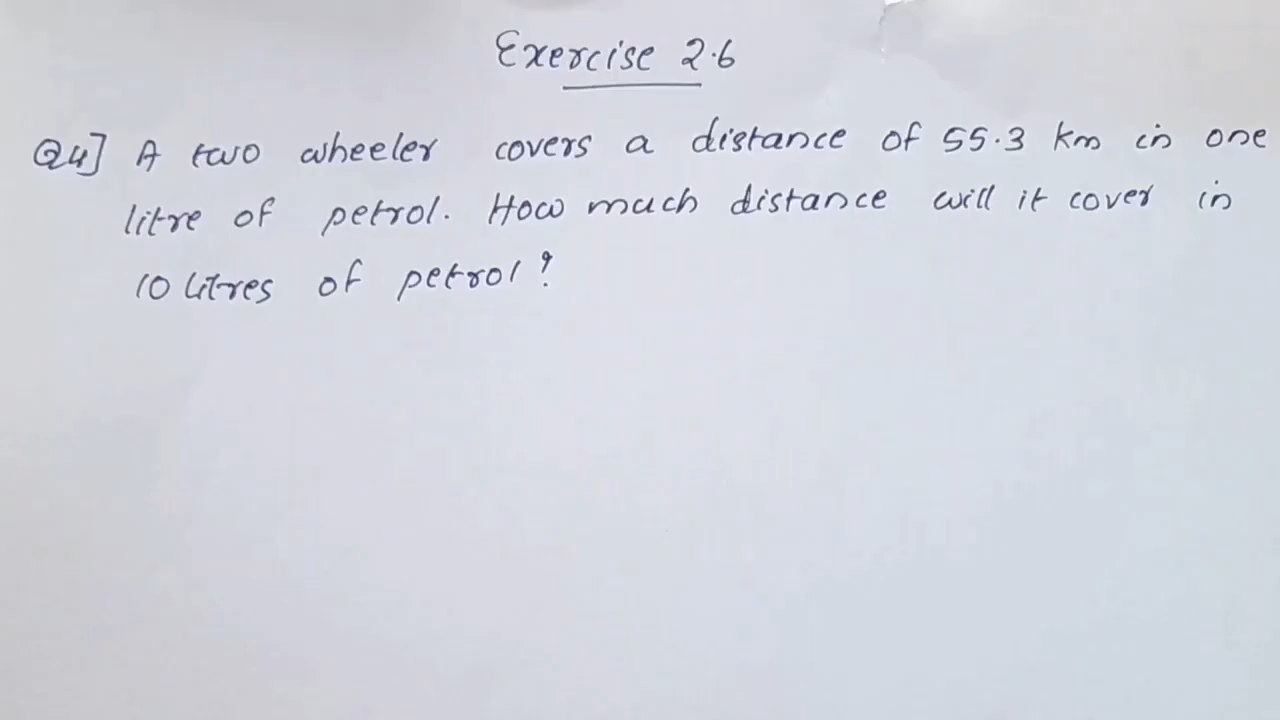 Exercise 2.6
Q4] A two wheeler covers a distance of 55.3 km in one
litre of petrol. How much distance will it cover in
10 litres of petrol?